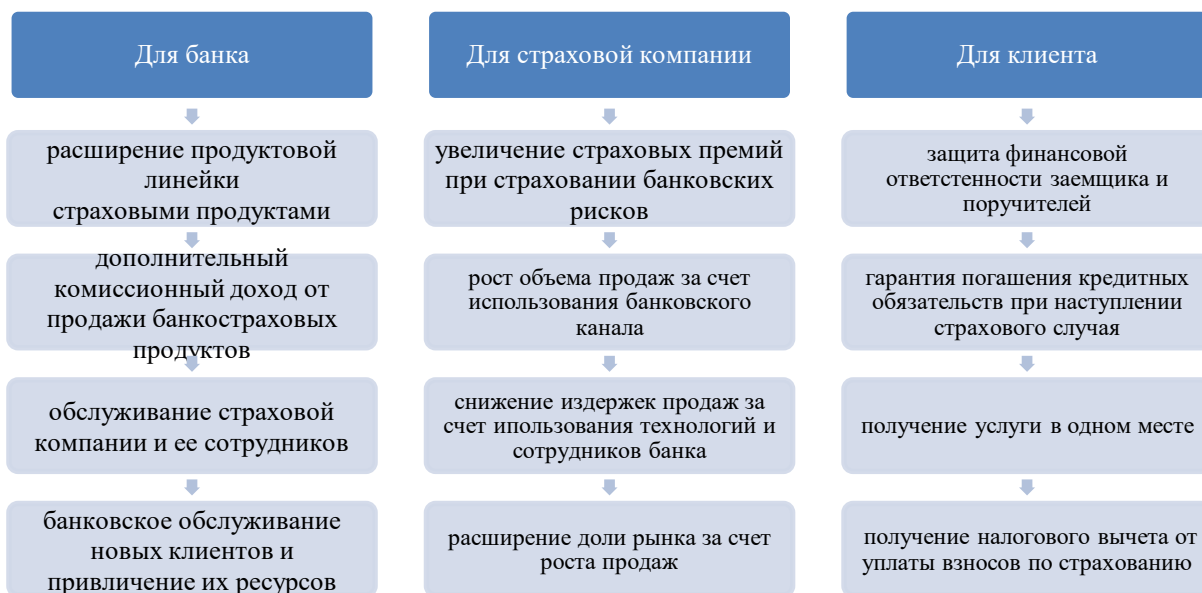 Для банка
расширение продуктовой
линейки
страховыми продуктами
дополнительный
комиссионный доход от
продажи банкостраховых
продуктов
обслуживание страховой
компании и ее сотрудников
банковское обслуживание
новых клиентов и
привличение их ресурсов
Для страховой компании
увеличение страховых премий
при страховании банковских
рисков
рост объема продаж за счет
использования банковского
канала
снижение издержек продаж за
счет ипользования технологий и
сотрудников банка
расширение доли рынка за счет
роста продаж
Для клиента
защита финансовой
ответстенности заемщика и
поручителей
гарантия погашения кредитных
обязательств при наступлении
страхового случая
получение услуги в одном месте
получение налогового вычета от
уплаты взносов по страхованию